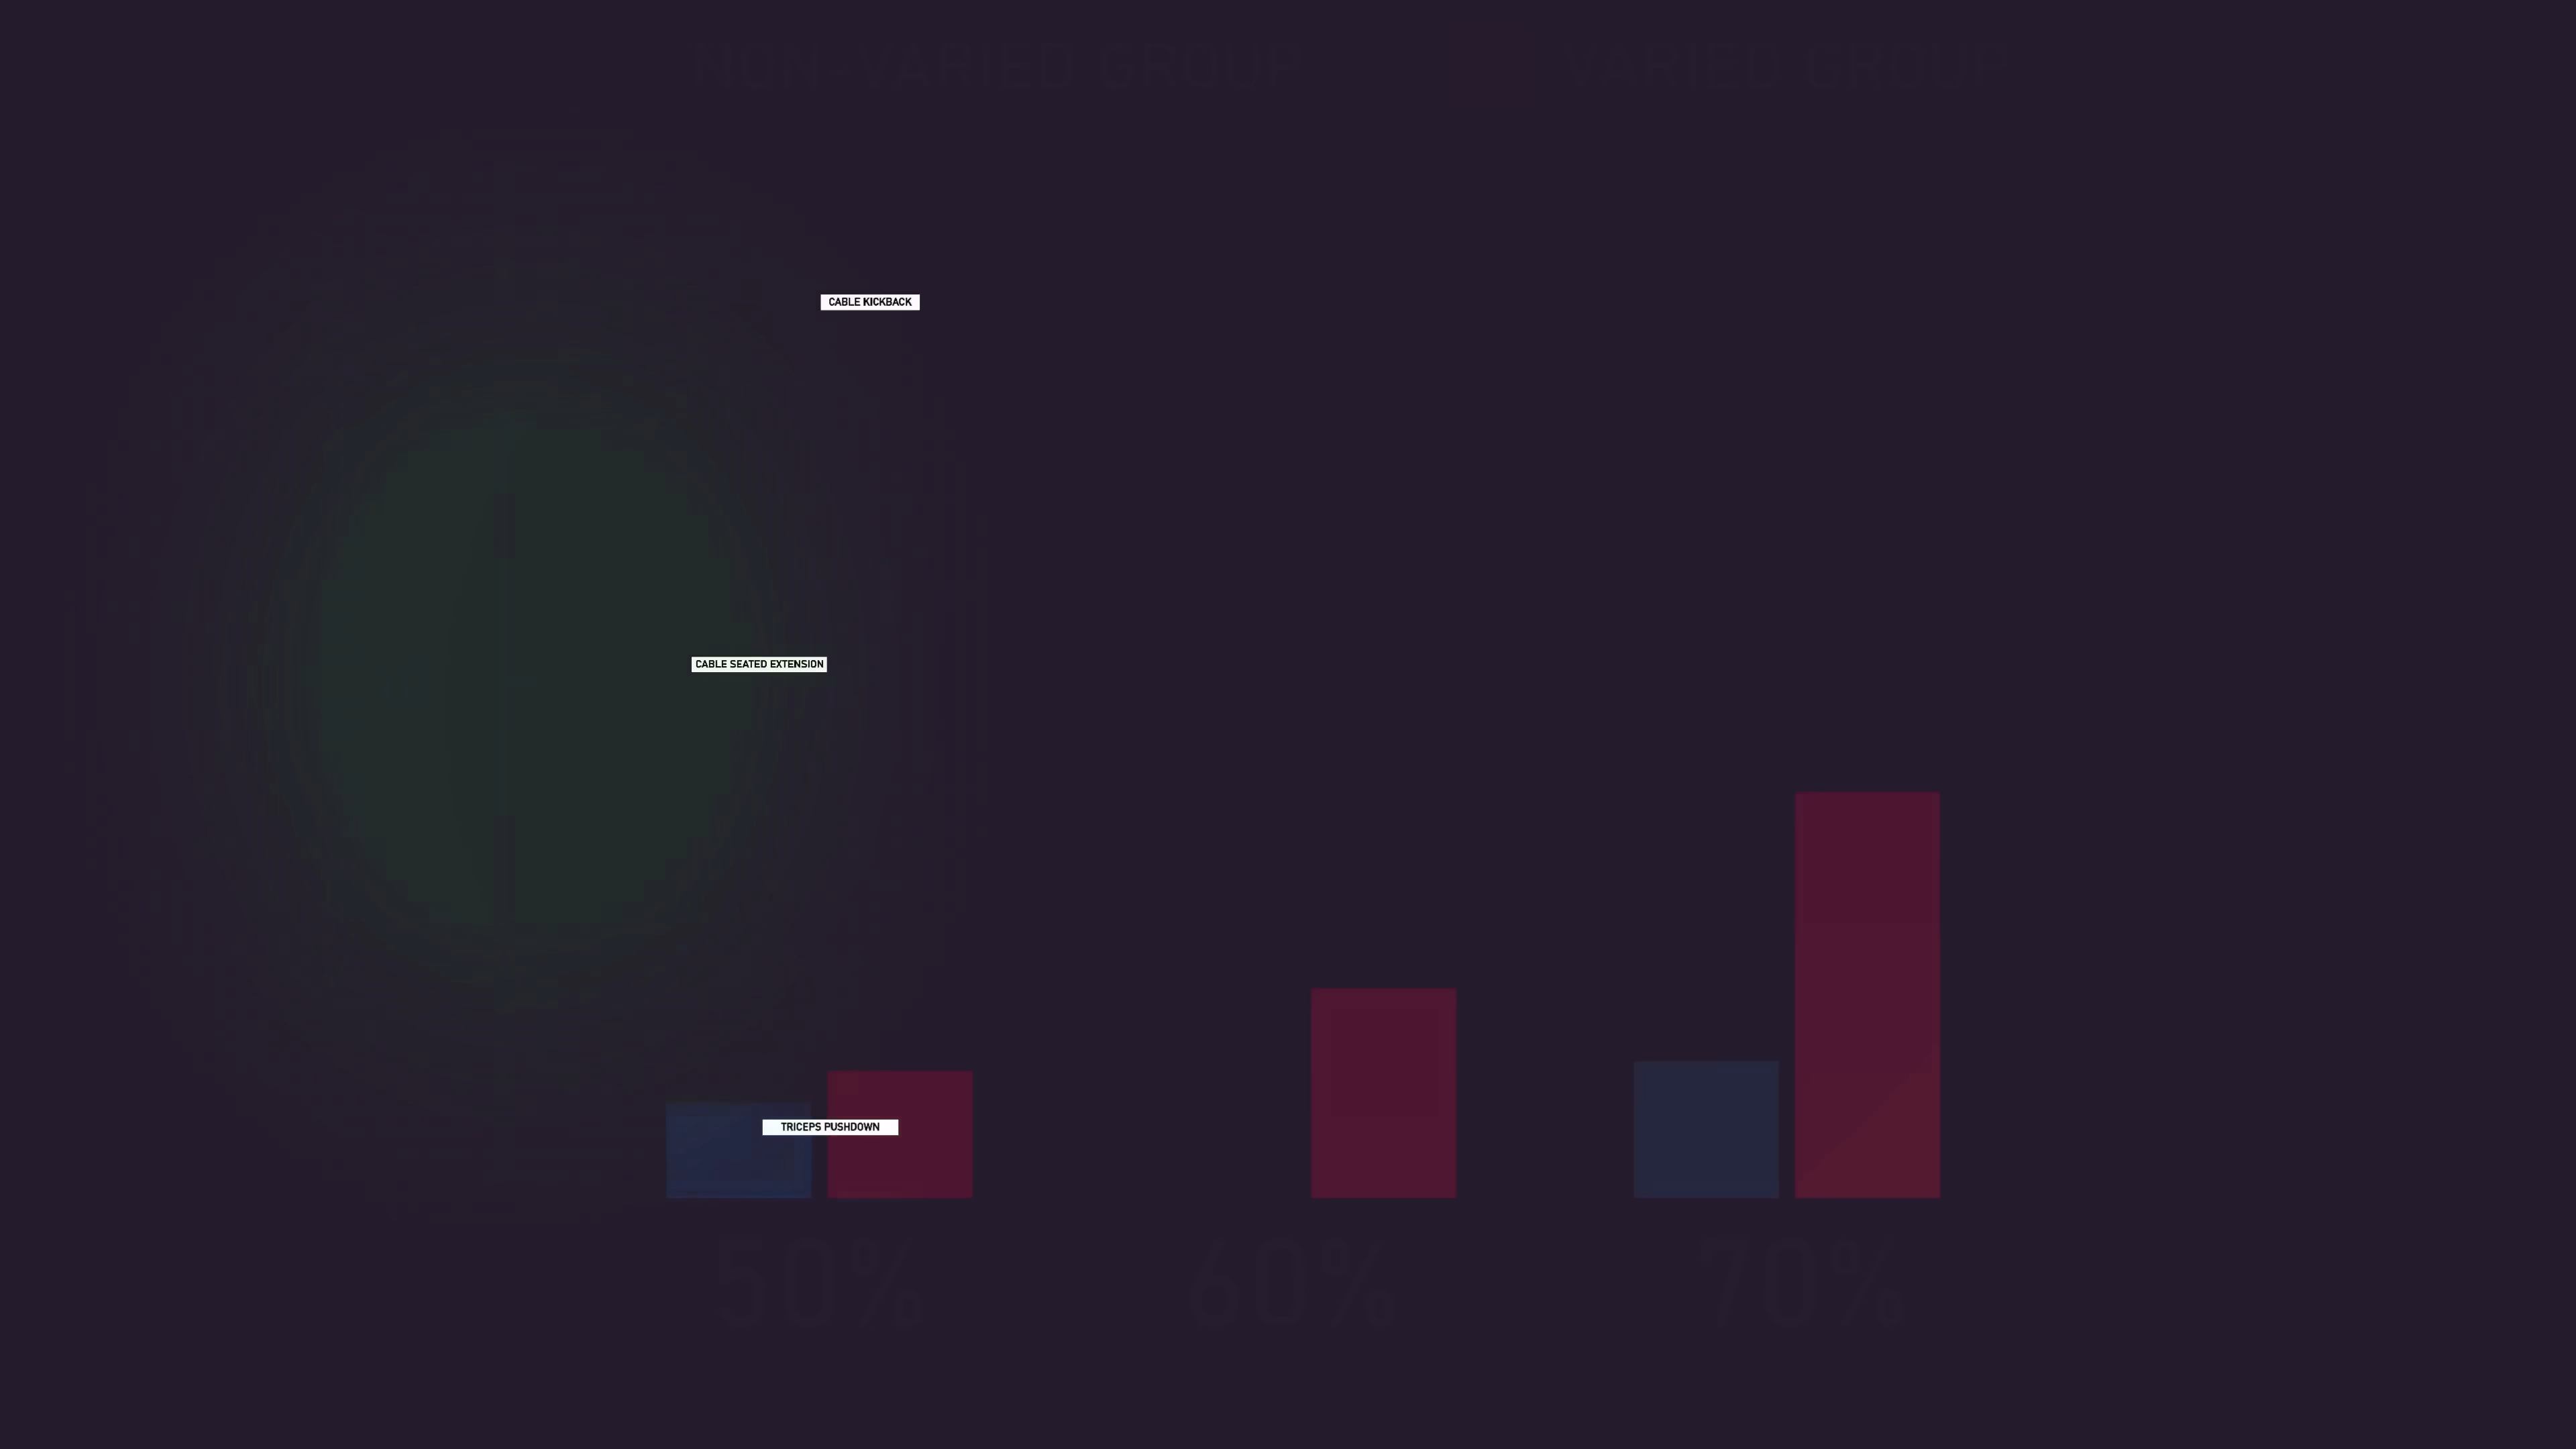 NON-VARIED GROUP VARIED GROUP
CABLE KICKBACK
CABLE SEATED EXTENSION
TRICEPS PUSHDOWN
50% 60% 70%